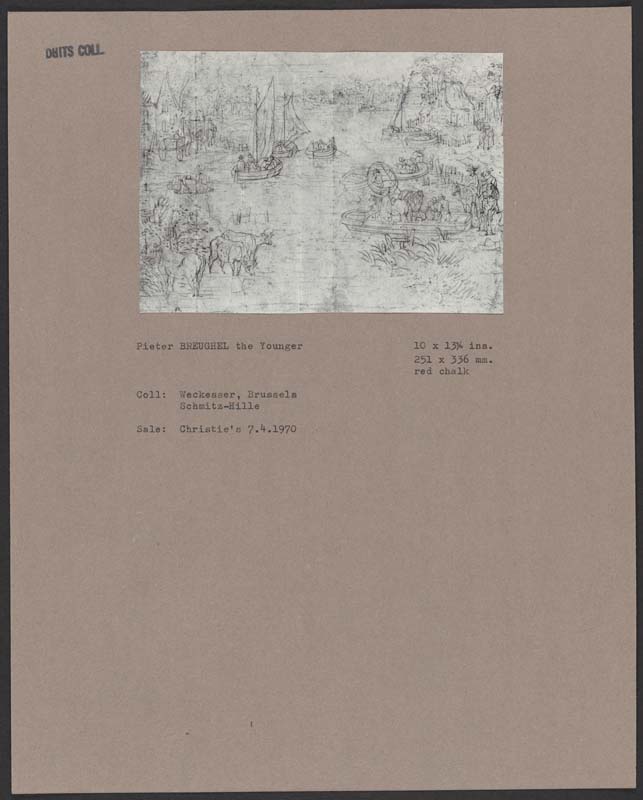 DUITS COLL.
Pieter BREUGHEL the Younger
10 x 13¼ ins.
251 x 336 mm.
red chalk
Coll: Weckesser, Brussels
Schmitz-Hille
Sale: Christie's 7.4.1970